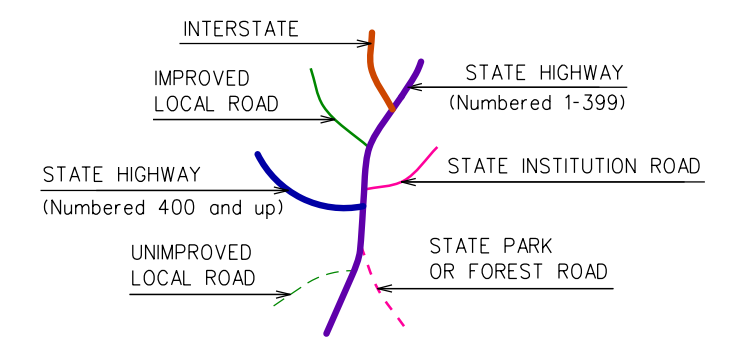 INTERSTATE
IMPROVED
LOCAL ROAD
STATE HIGHWAY
(Numbered 1-399)
STATE HIGHWAY
(Numbered 400 and up)
STATE INSTITUTION ROAD
UNIMPROVED
LOCAL ROAD
STATE PARK
OR FOREST ROAD